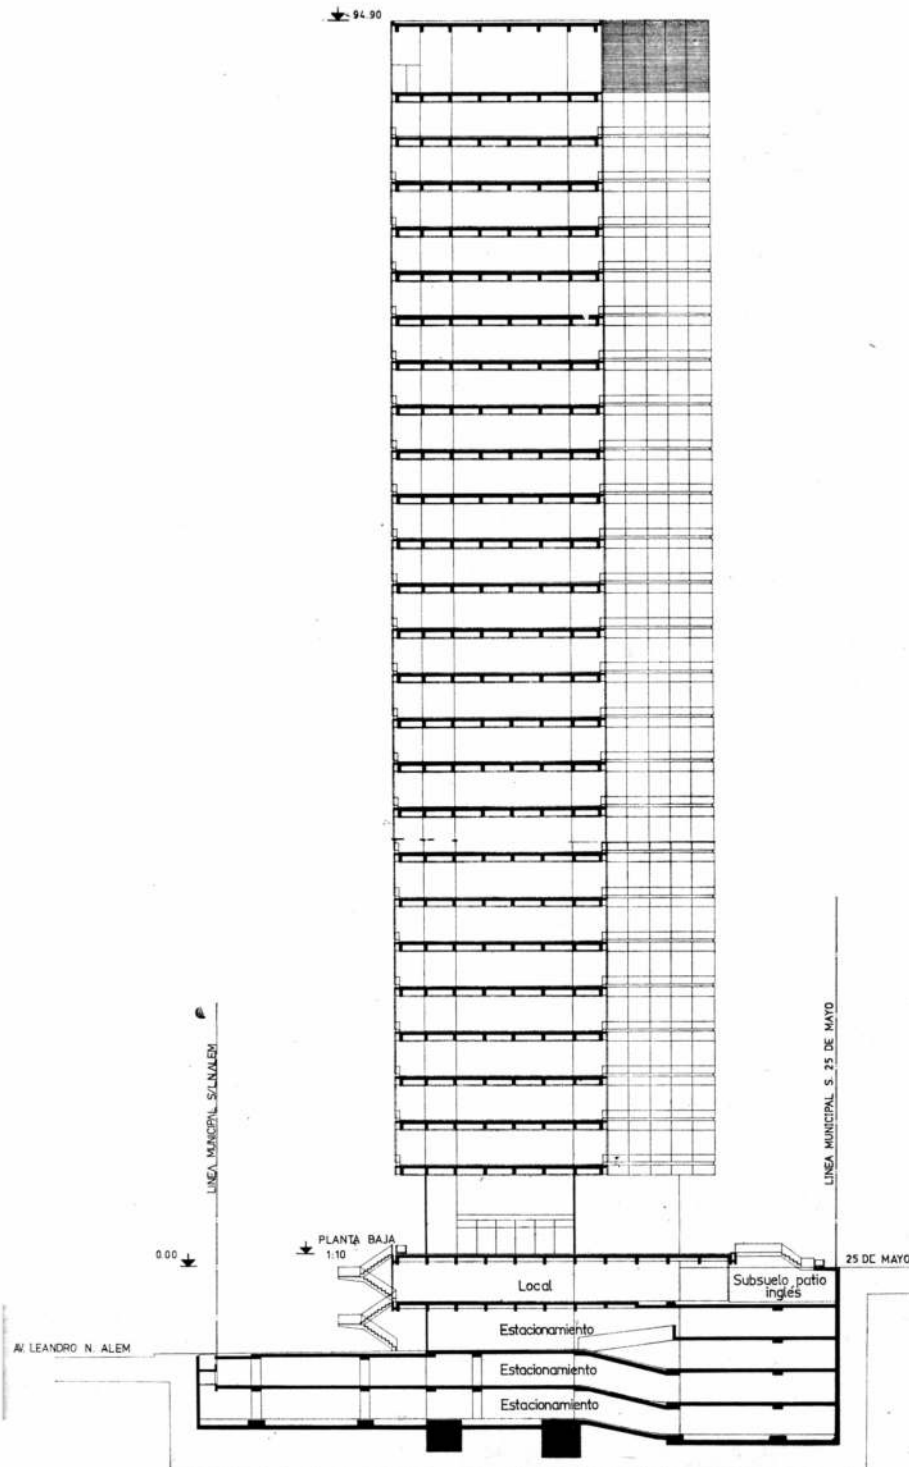 94.90
LINEA MUNICIPAL S/L.N.ALEM
LINEA MUNICIPAL S. 25 DE MAYO
0.00
PLANTA BAJA
1:10
25 DE MAYO
Local
Subsuelo patio
inglés
Estacionamiento
AV. LEANDRO N. ALEM
Estacionamiento
Estacionamiento